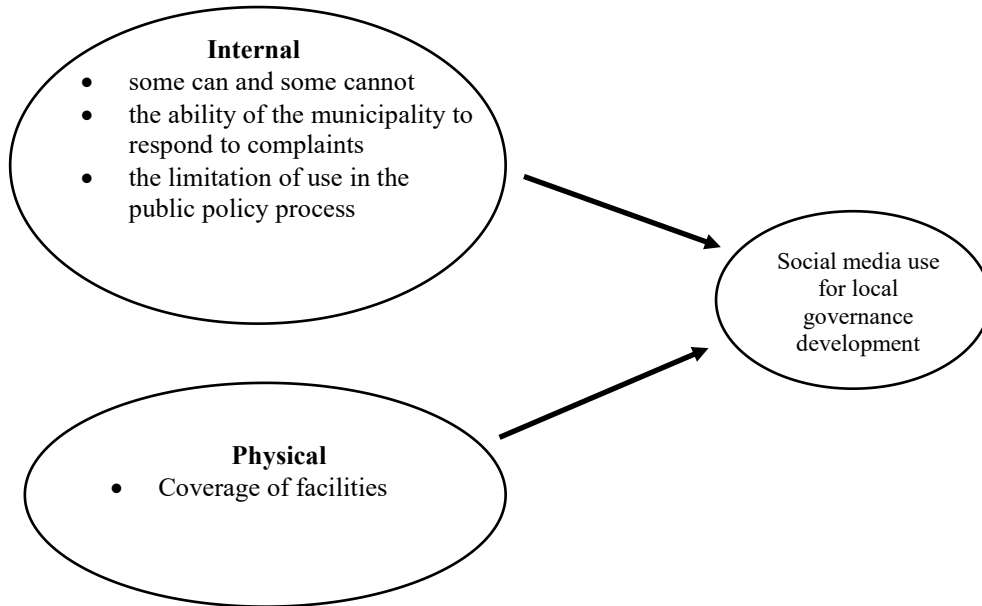 Internal
• some can and some cannot
• the ability of the municipality to
respond to complaints
• the limitation of use in the
public policy process
Social media use
for local
governance
development
Physical
• Coverage of facilities